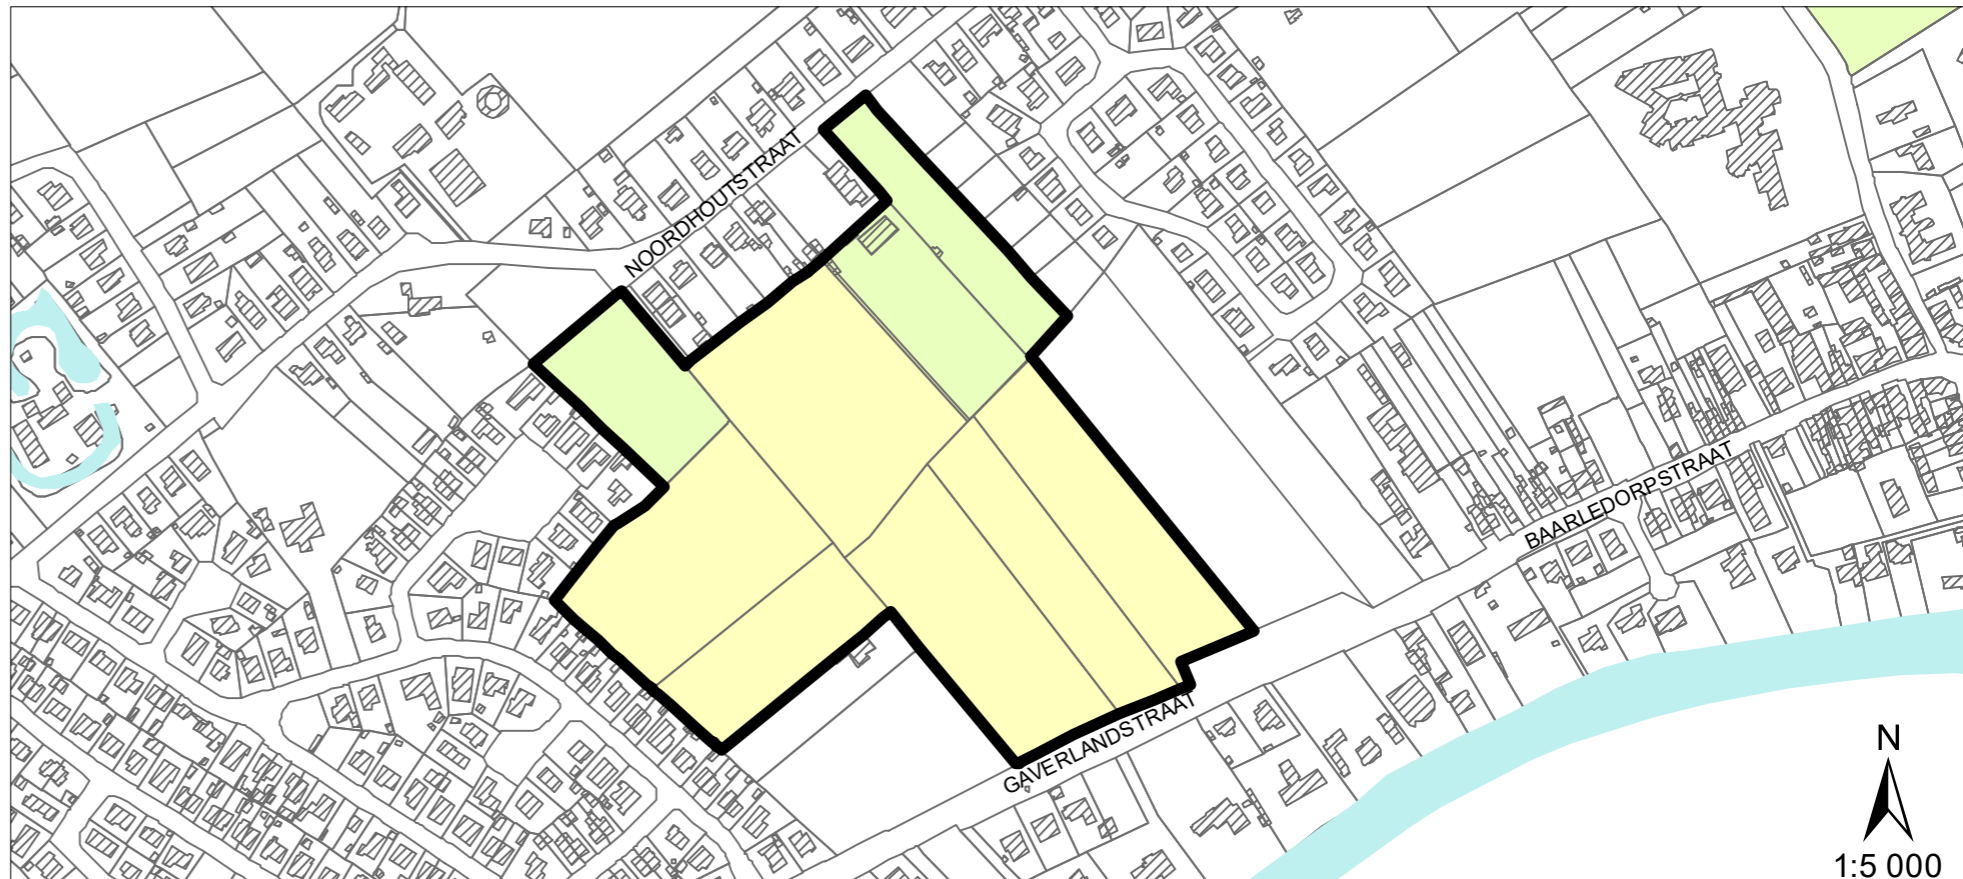 NOORDHOUTSTRAAT
BAARLEDORPSTRAAT
GAVERLANDSTRAAT
N
1:5 000